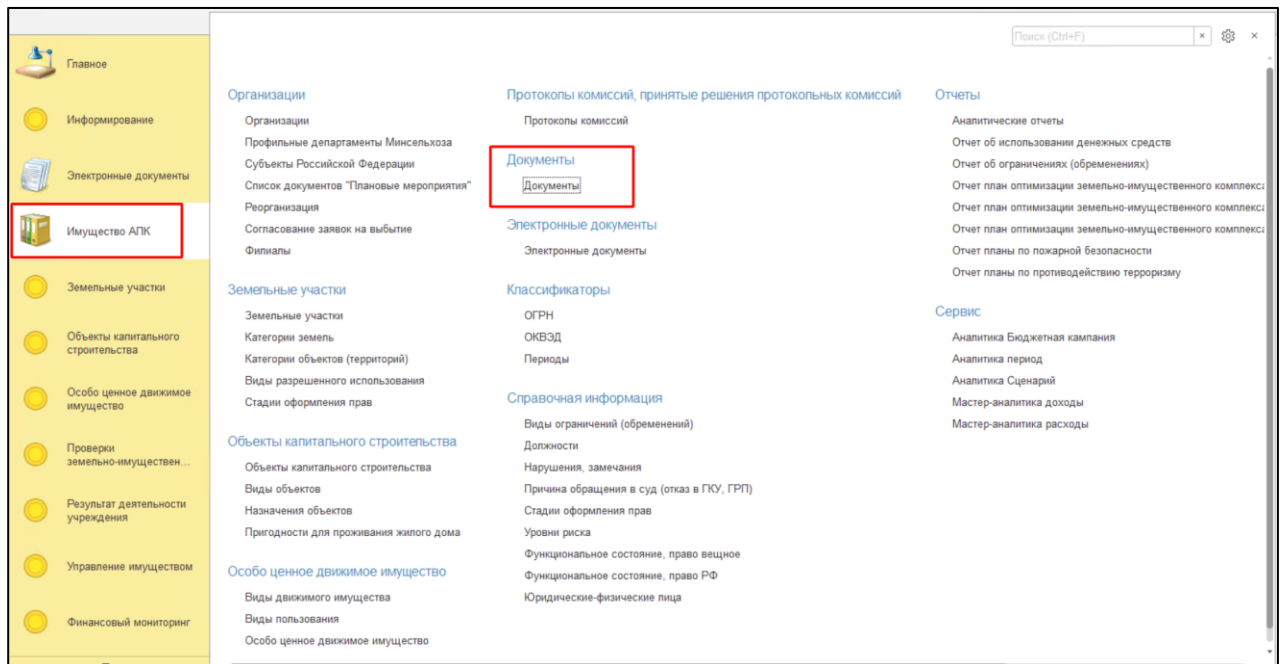 Поиск (Ctrl+F)
×
×
Главное
Информирование
Электронные документы
Имущество АПК
Земельные участки
Объекты капитального
строительства
Особо ценное движимое
имущество
Проверки
земельно-имуществен...
Результат деятельности
учреждения
Управление имуществом
Финансовый мониторинг
Организации
Организации
Профильные департаменты Минсельхоза
Субъекты Российской Федерации
Список документов "Плановые мероприятия"
Реорганизация
Согласование заявок на выбытие
Филиалы
Земельные участки
Земельные участки
Категории земель
Категории объектов (территорий)
Виды разрешенного использования
Стадии оформления прав
Объекты капитального строительства
Объекты капитального строительства
Виды объектов
Назначения объектов
Пригодности для проживания жилого дома
Особо ценное движимое имущество
Виды движимого имущества
Виды пользования
Особо ценное движимое имущество
Протоколы комиссий, принятые решения протокольных комиссий
Протоколы комиссий
Документы
Документы
Электронные документы
Электронные документы
Классификаторы
ОГРН
ОКВЭД
Периоды
Справочная информация
Виды ограничений (обременений)
Должности
Нарушения, замечания
Причина обращения в суд (отказ в ГКУ, ГРП)
Стадии оформления прав
Уровни риска
Функциональное состояние, право вещное
Функциональное состояние, право РФ
Юридические-физические лица
Отчеты
Аналитические отчеты
Отчет об использовании денежных средств
Отчет об ограничениях (обременениях)
Отчет план оптимизации земельно-имущественного комплекс
Отчет план оптимизации земельно-имущественного комплекс
Отчет план оптимизации земельно-имущественного комплекс
Отчет планы по пожарной безопасности
Отчет планы по противодействию терроризму
Сервис
Аналитика Бюджетная кампания
Аналитика период
Аналитика Сценарий
Мастер-аналитика доходы
Мастер-аналитика расходы